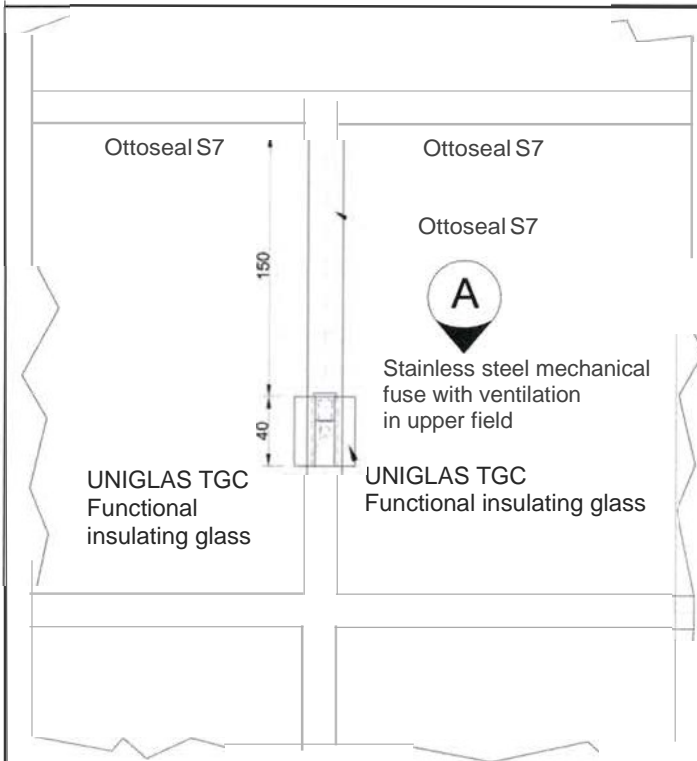 Ottoseal S7
Ottoseal S7
Ottoseal S7
150
A
Stainless steel mechanical
fuse with ventilation
in upper field
40
UNIGLAS TGC
Functional
insulating glass
UNIGLAS TGC
Functional insulating glass